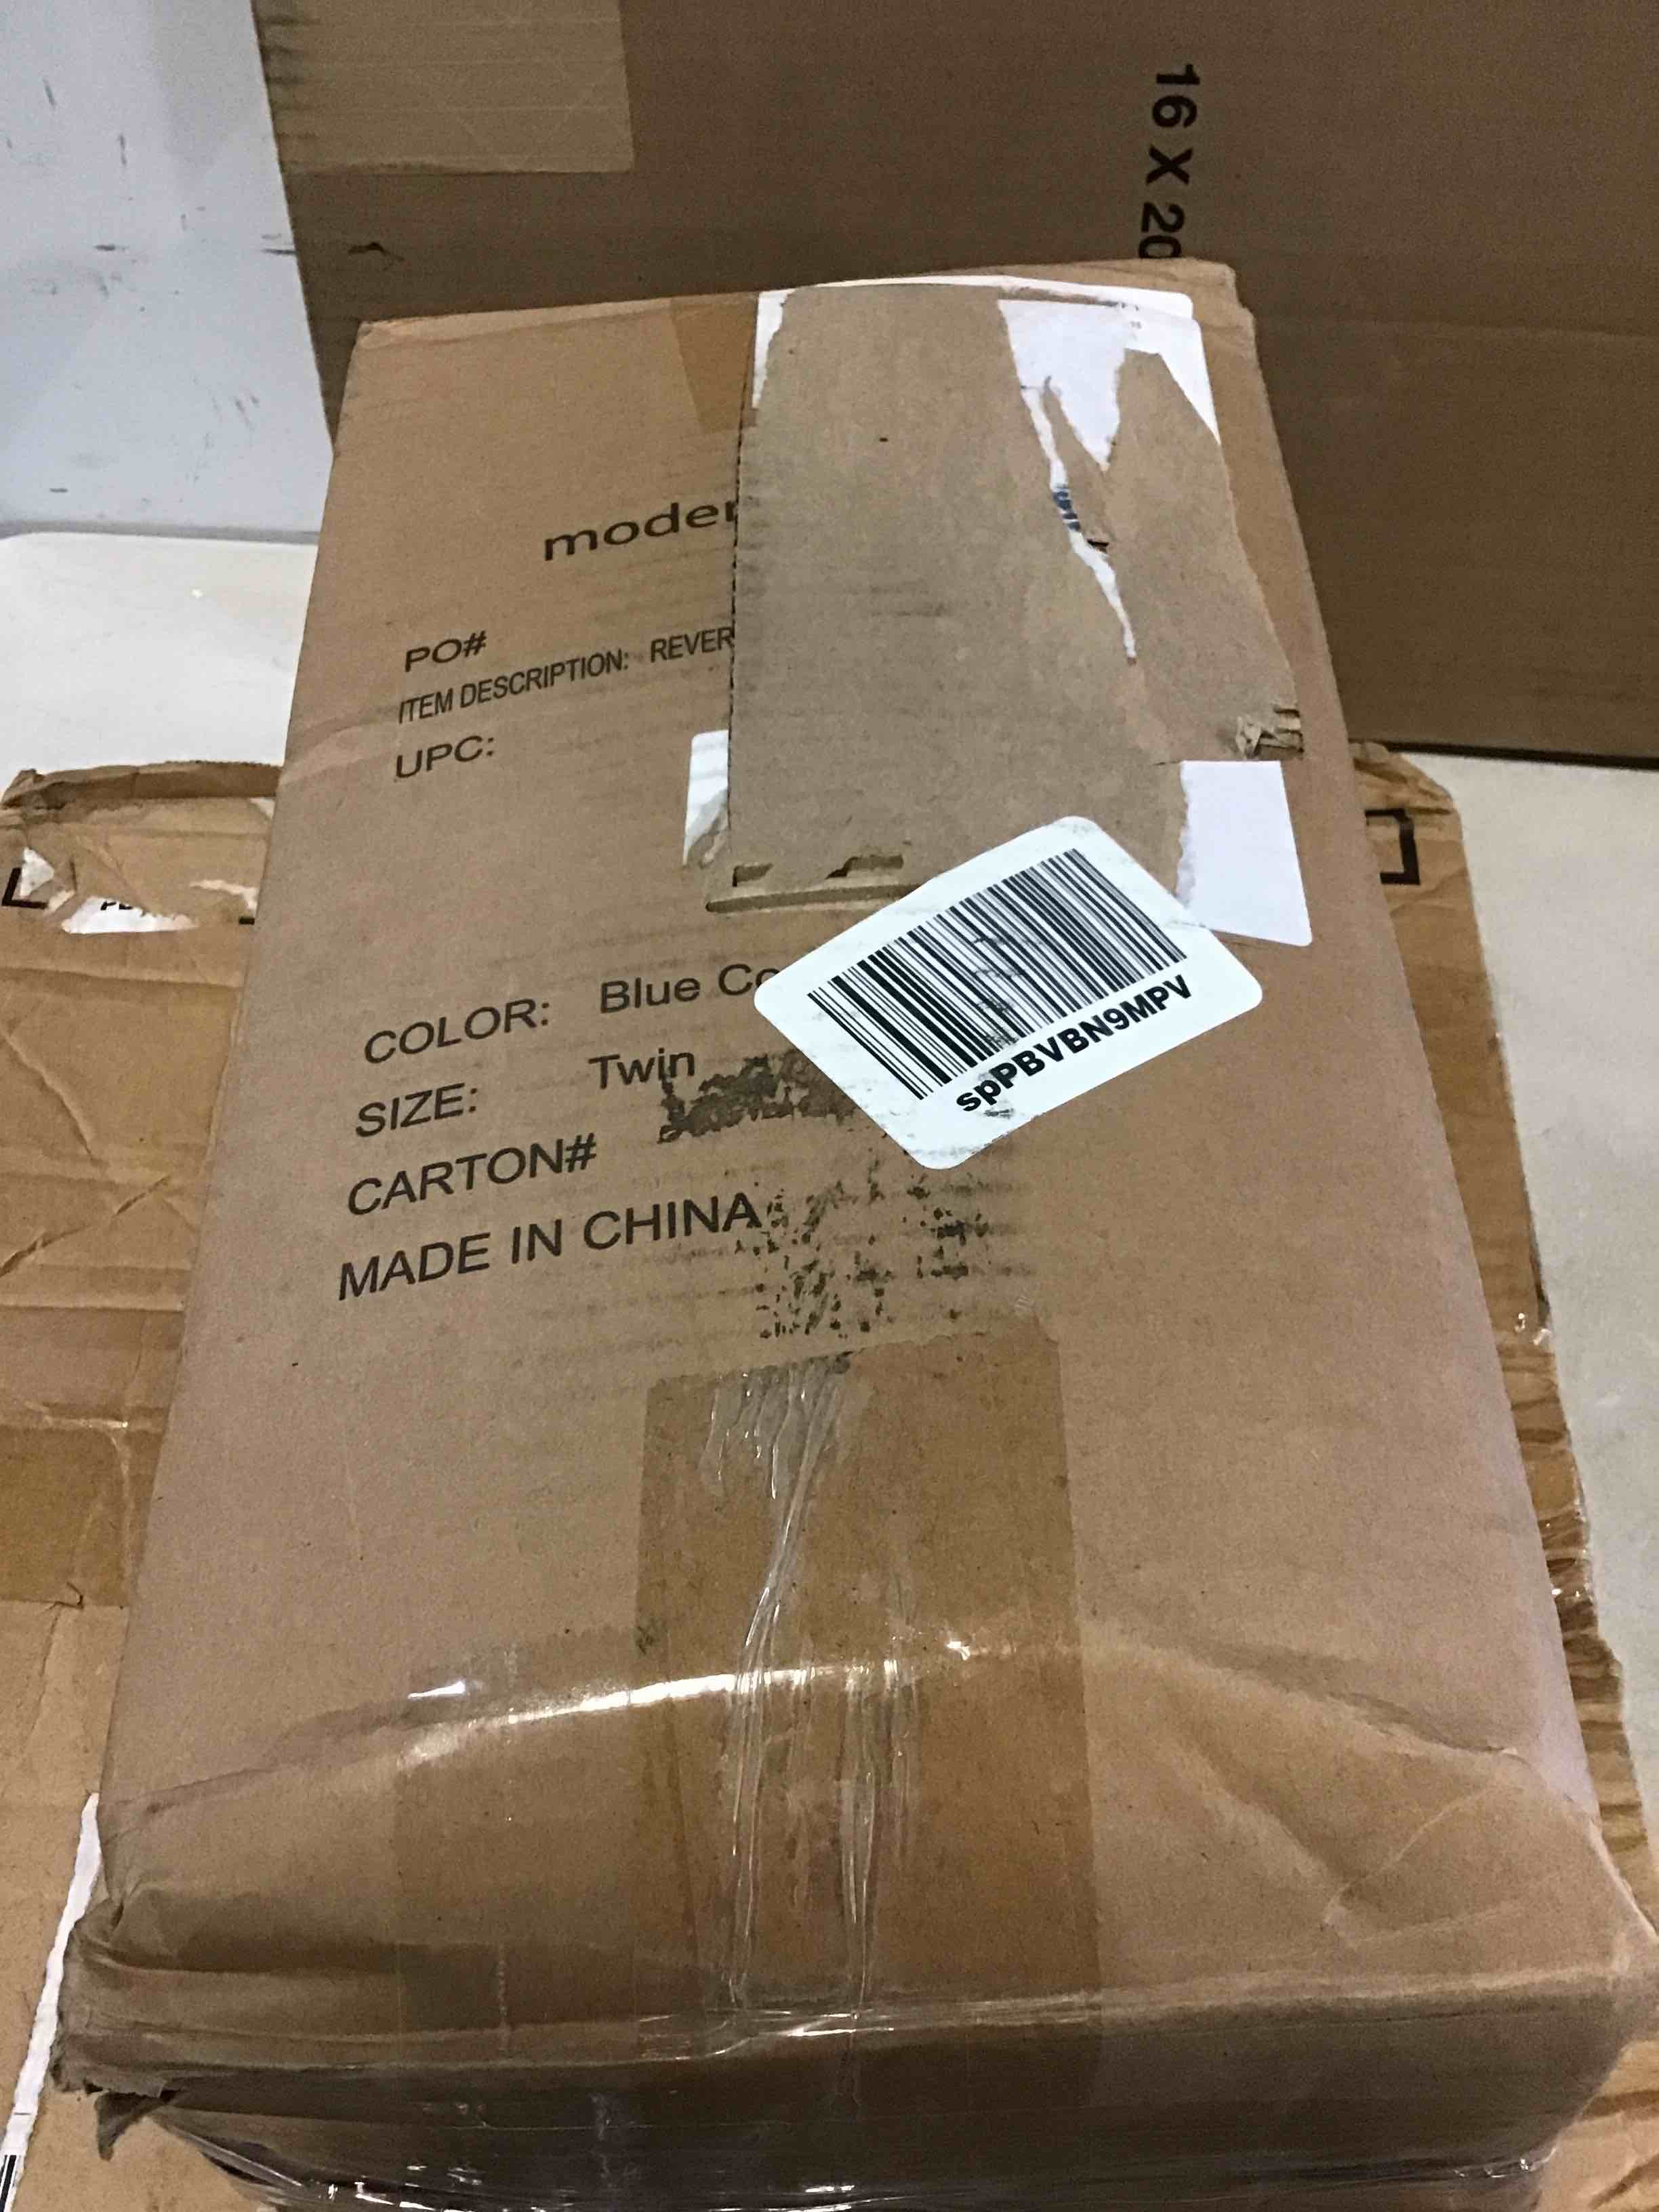 16 X 20
moder
PO#
ITEM DESCRIPTION: REVER
UPC:
COLOR: Blue Co
SIZE: Twin
CARTON#
MADE IN CHINA
spPBVBN9MPV